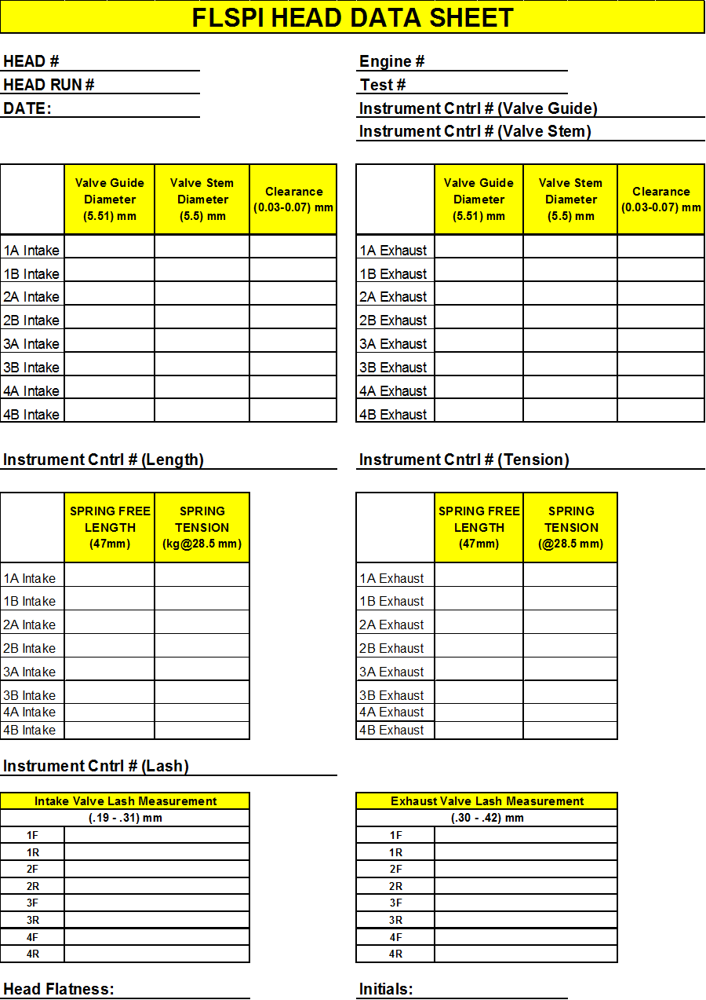 FLSPI HEAD DATA SHEET
HEAD #
Engine #
HEAD RUN #
Test #
DATE:
Instrument Cntrl # (Valve Guide)
Instrument Cntrl # (Valve Stem)
Valve Guide Diameter (5.51) mm
Valve Stem Diameter (5.5) mm
Clearance (0.03-0.07) mm
1A Intake
1B Intake
2A Intake
2B Intake
3A Intake
3B Intake
4A Intake
4B Intake
Valve Guide Diameter (5.51) mm
Valve Stem Diameter (5.5) mm
Clearance (0.03-0.07) mm
1A Exhaust
1B Exhaust
2A Exhaust
2B Exhaust
3A Exhaust
3B Exhaust
4A Exhaust
4B Exhaust
Instrument Cntrl # (Length)
Instrument Cntrl # (Tension)
SPRING FREE LENGTH (47mm)
SPRING TENSION (kg@28.5 mm)
1A Intake
1B Intake
2A Intake
2B Intake
3A Intake
3B Intake
4A Intake
4B Intake
SPRING FREE LENGTH (47mm)
SPRING TENSION (@28.5 mm)
1A Exhaust
1B Exhaust
2A Exhaust
2B Exhaust
3A Exhaust
3B Exhaust
4A Exhaust
4B Exhaust
Instrument Cntrl # (Lash)
Intake Valve Lash Measurement
(.19 - .31) mm
1F
1R
2F
2R
3F
3R
4F
4R
Exhaust Valve Lash Measurement
(.30 - .42) mm
1F
1R
2F
2R
3F
3R
4F
4R
Head Flatness:
Initials: